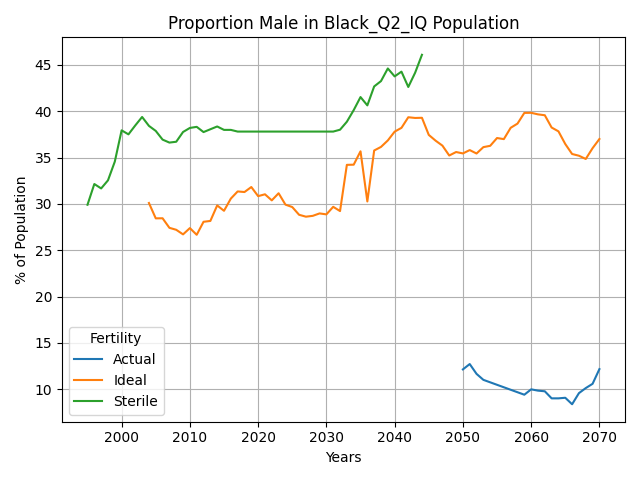 Proportion Male in Black_Q2_IQ Population
% of Population
45
40
35
30
25
20
15
10
Fertility
Actual
Ideal
Sterile
2000 2010 2020 2030 2040 2050 2060 2070
Years